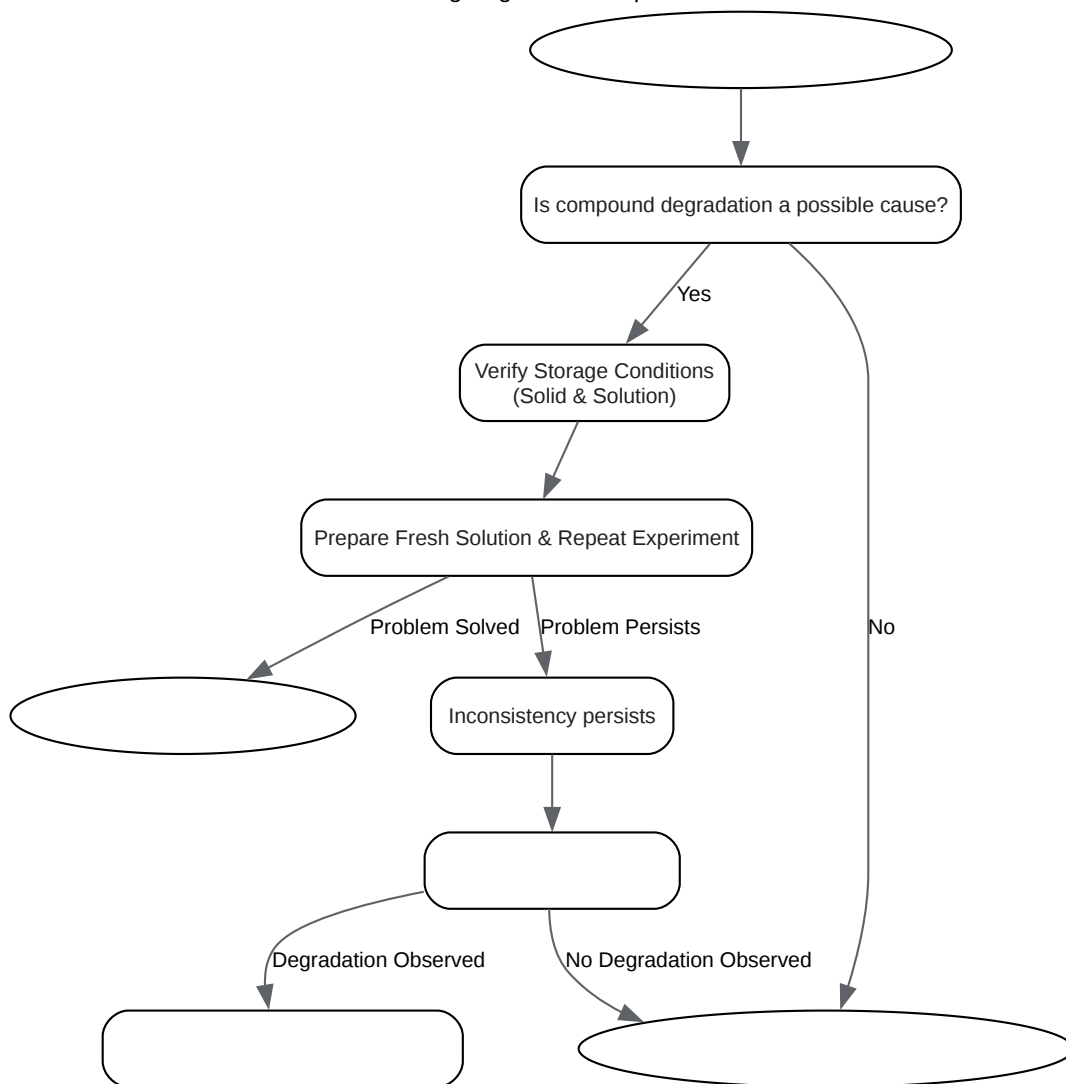 Is compound degradation a possible cause?
Yes
Verify Storage Conditions
(Solid & Solution)
Prepare Fresh Solution & Repeat Experiment
Problem Solved
Problem Persists
No
Inconsistency persists
Degradation Observed
No Degradation Observed